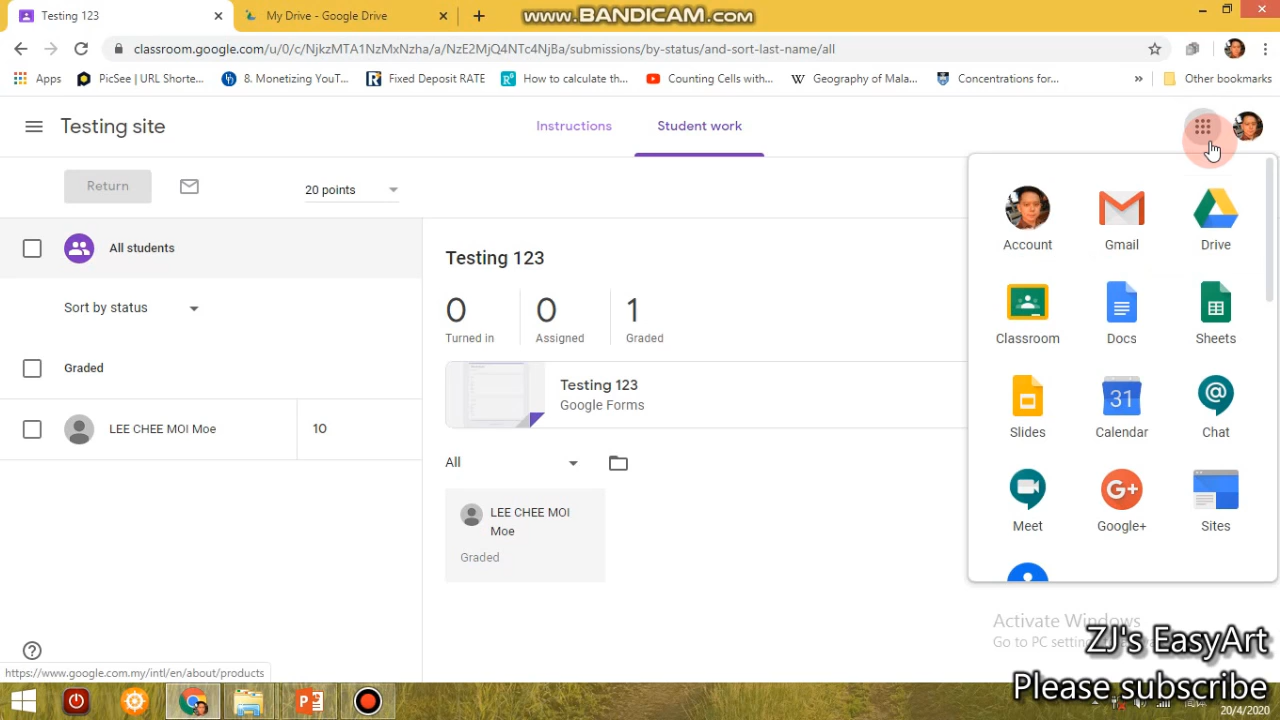 Testing 123
My Drive - Google Drive
www.BANDICAM.com
classroom.google.com/u/0/c/NjkzMTA1NzMxNzha/a/NzE2MjQ4NTc4NjBa/submissions/by-status/and-sort-last-name/all
Apps
PicSee | URL Shorte...
8. Monetizing YouT...
Fixed Deposit RATE
How to calculate th...
Counting Cells with...
Geography of Mala...
Concentrations for...
»
Other bookmarks
Testing site
Instructions
Student work
Return
20 points
All students
Sort by status
Graded
LEE CHEE MOI Moe
10
Testing 123
0
0
1
Turned in
Assigned
Graded
Testing 123
Google Forms
All
LEE CHEE MOI
Moe
Graded
Account
Gmail
Drive
Classroom
Docs
Sheets
Slides
31
Calendar
@
Chat
Meet
G+
Google+
Sites
Activate Windows
Go to PC setting
ZJ's EasyArt
Please subscribe
https://www.google.com.my/intl/en/about/products
20/4/2020